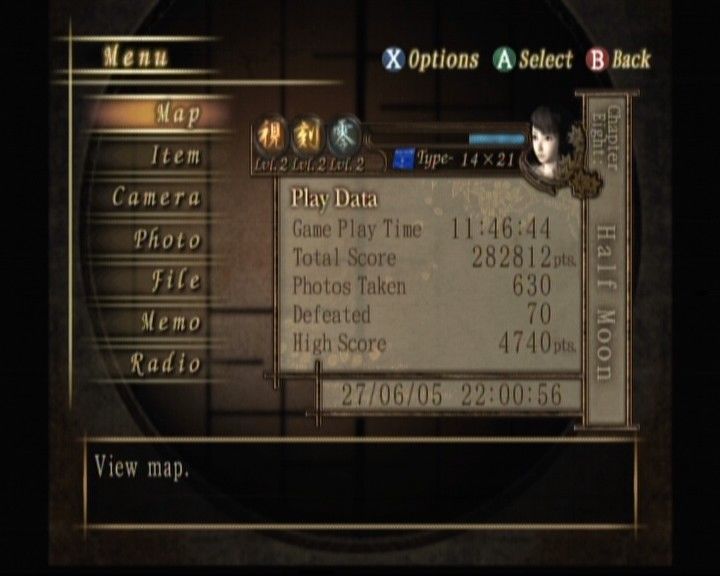 Menu
X Options A Select B Back
Map
Item
Camera
Photo
File
Memo
Radio
視 刻 零
Lvl.2 Lvl.2 Lvl.2
Type- 14×21
Play Data
Game Play Time 11:46:44
Total Score 282812pts.
Photos Taken 630
Defeated 70
High Score 4740pts.
27/06/05 22:00:56
Chapter
Eight:
Half Moon
View map.